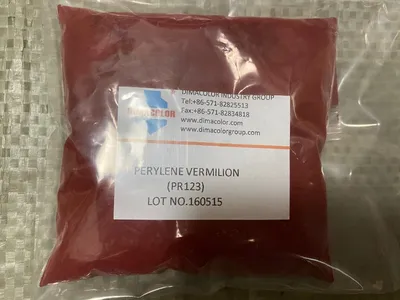 DIMACOLOR INDUSTRY GROUP
Tel:+86-571-82825513
Fax:+86-571-82834818
www.dimacolor.com
www.dimacolorgroup.com
DIMACOLOR
PERYLENE VERMILION
(PR123)
LOT NO.160515